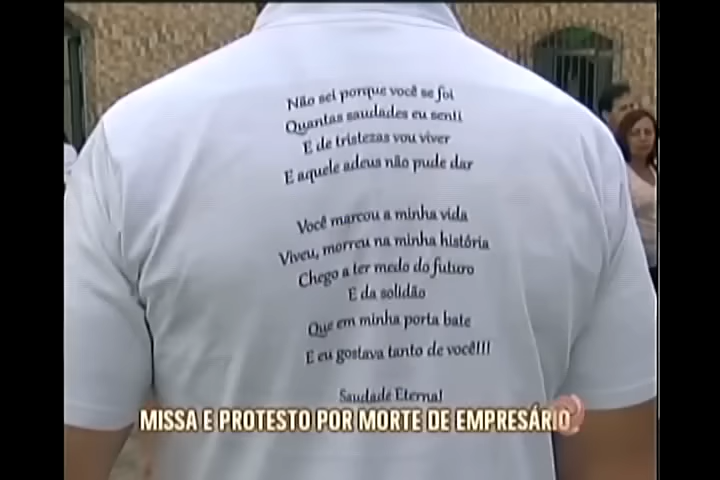 Não sei porque você se foi
Quantas saudades eu senti
E de tristezas vou viver
E aquele adeus não pude dar
Você marcou a minha vida
Viveu, morreu na minha história
Chego a ter medo do futuro
E da solidão
Que em minha porta bate
E eu gostava tanto de você!!!
Saudade Eterna!
MISSA E PROTESTO POR MORTE DE EMPRESÁRIO